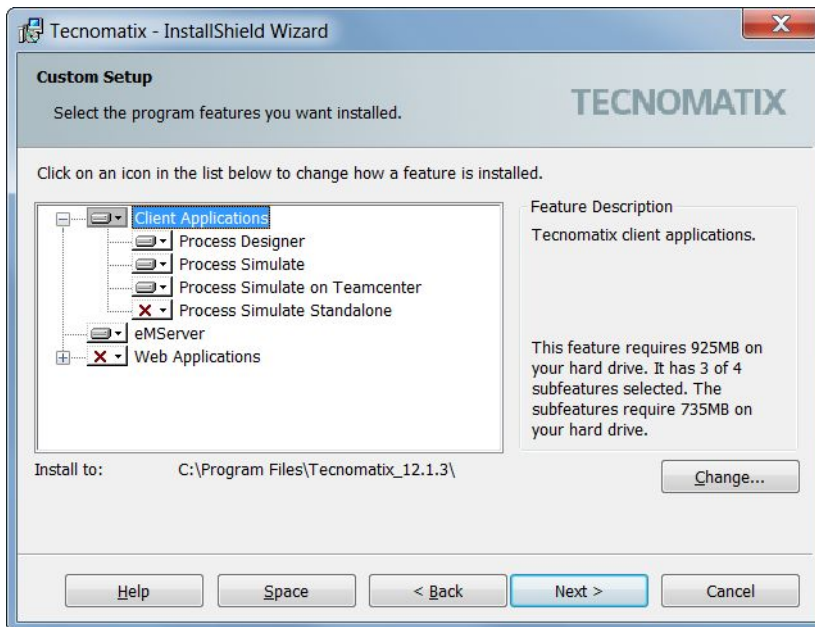 Tecnomatix - InstallShield Wizard
Custom Setup
Select the program features you want installed.
TECNOMATIX
Click on an icon in the list below to change how a feature is installed.
Client Applications
Process Designer
Process Simulate
Process Simulate on Teamcenter
Process Simulate Standalone
eMServer
Web Applications
Feature Description
Tecnomatix client applications.
This feature requires 925MB on
your hard drive. It has 3 of 4
subfeatures selected. The
subfeatures require 735MB on
your hard drive.
Install to: C:\Program Files\Tecnomatix_12.1.3\
Change...
Help Space < Back Next > Cancel